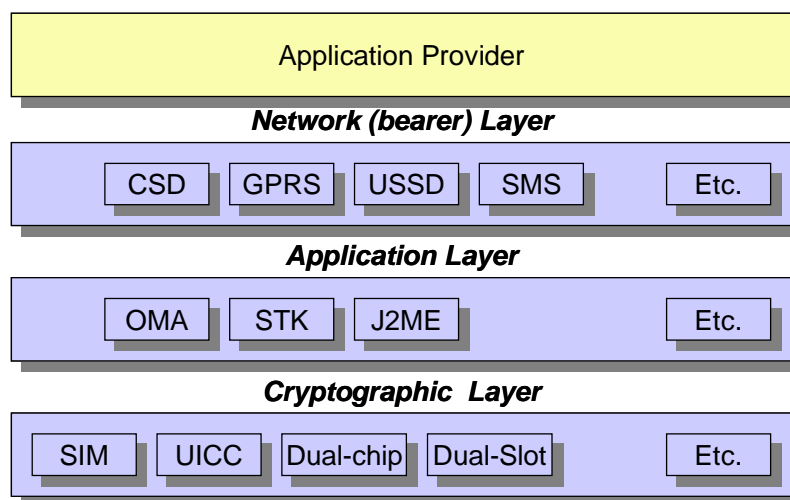 Application Provider
Network (bearer) Layer
CSD GPRS USSD SMS Etc.
Application Layer
OMA STK J2ME Etc.
Cryptographic Layer
SIM UICC Dual-chip Dual-Slot Etc.